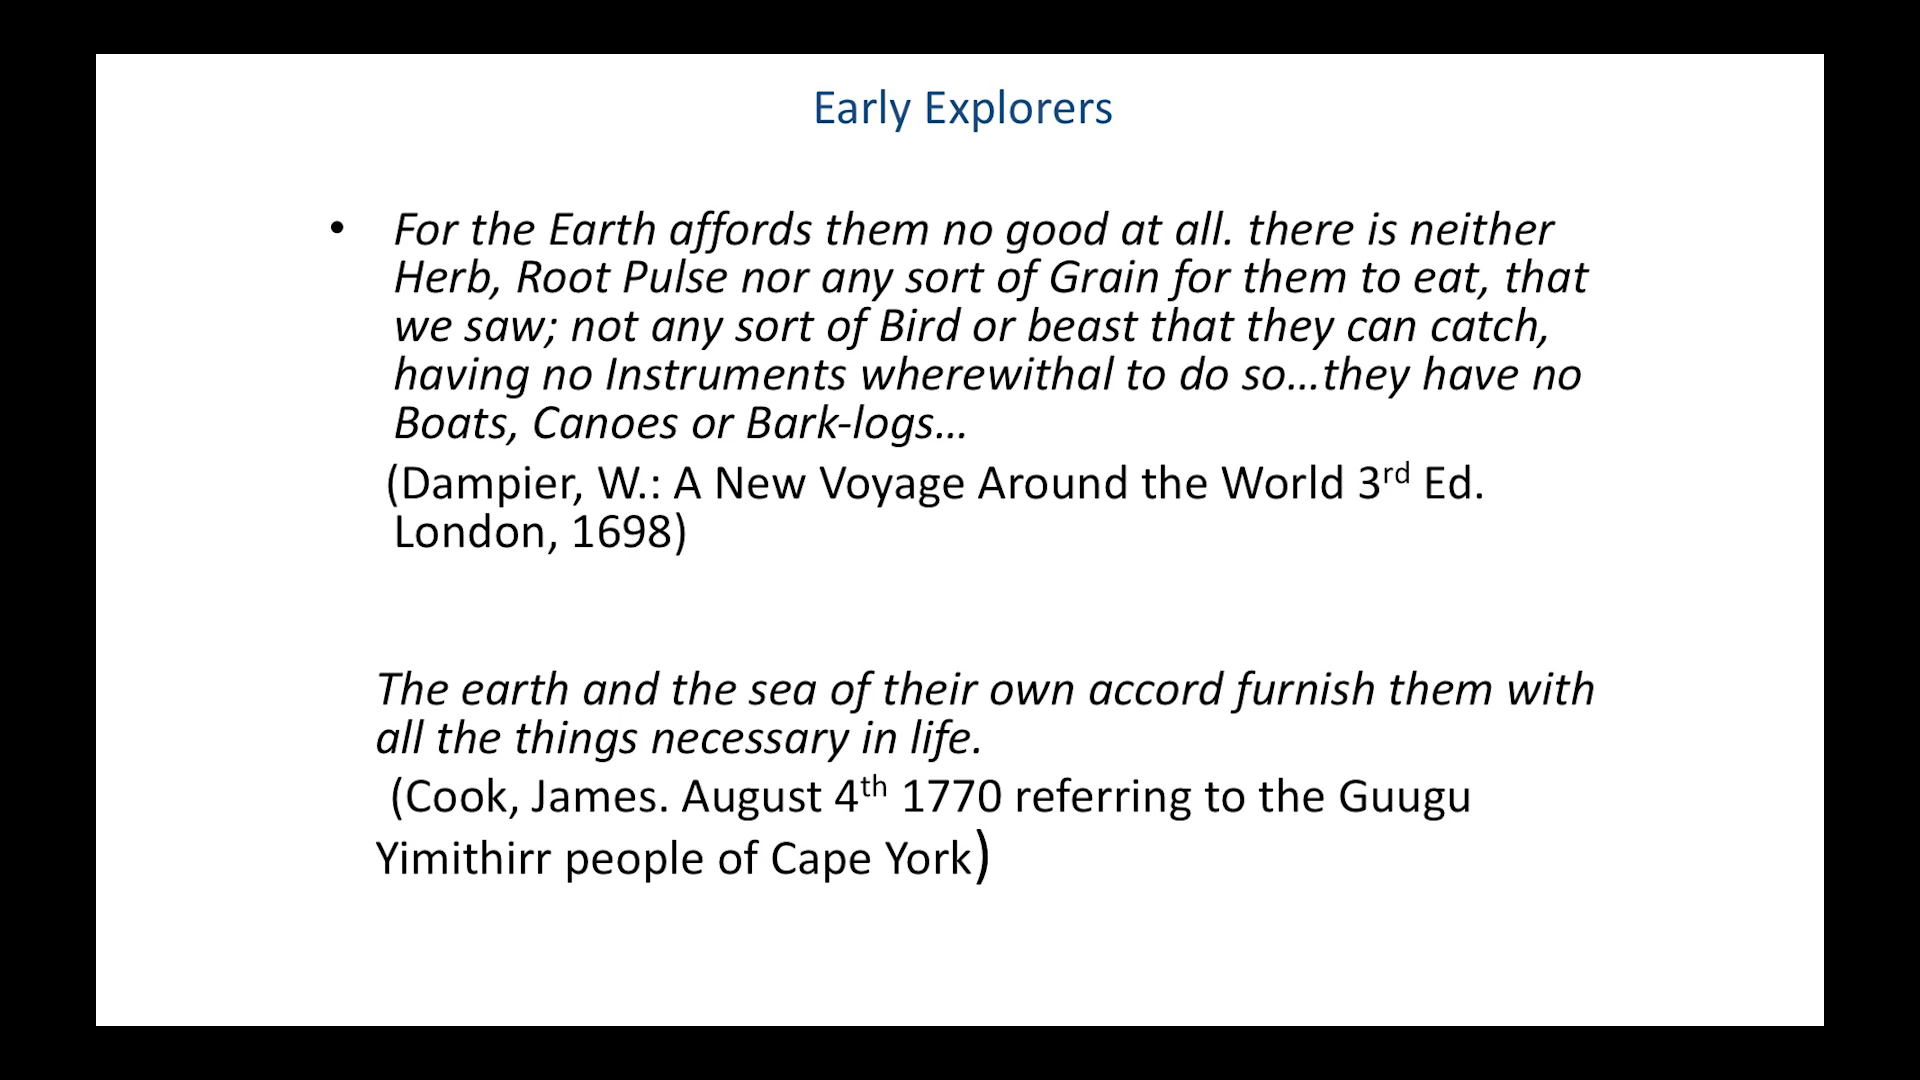 Early Explorers
• For the Earth affords them no good at all. there is neither
Herb, Root Pulse nor any sort of Grain for them to eat, that
we saw; not any sort of Bird or beast that they can catch,
having no Instruments wherewithal to do so...they have no
Boats, Canoes or Bark-logs...
(Dampier, W.: A New Voyage Around the World 3rd Ed.
London, 1698)
The earth and the sea of their own accord furnish them with
all the things necessary in life.
(Cook, James. August 4th 1770 referring to the Guugu
Yimithirr people of Cape York)